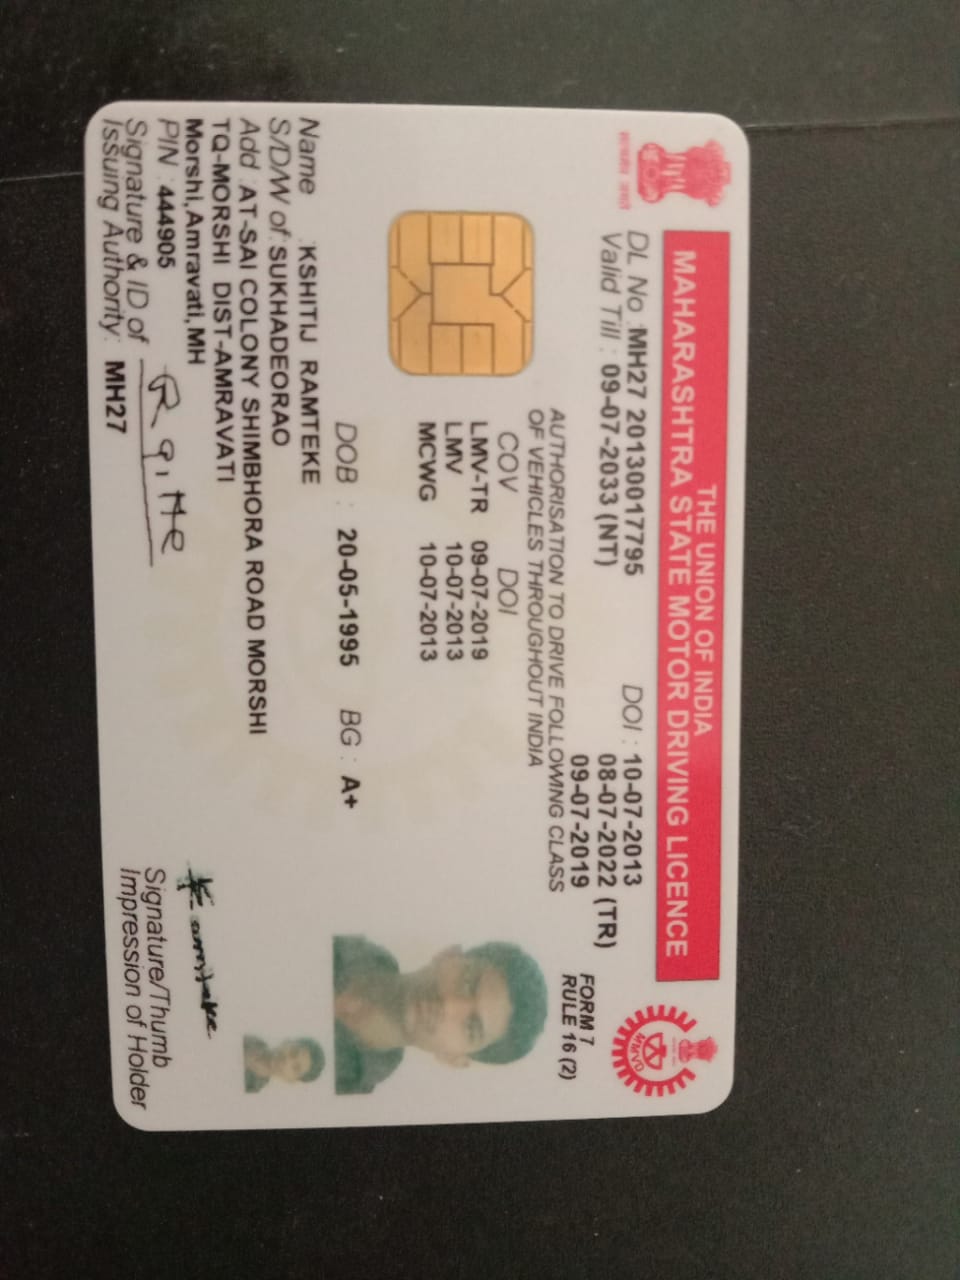 THE UNION OF INDIA
MAHARASHTRA STATE MOTOR DRIVING LICENCE
DL No : MH27 20130017795 DOI : 10-07-2013
Valid Till : 09-07-2033 (NT) 08-07-2022 (TR)
09-07-2019
FORM 7
RULE 16 (2)
AUTHORISATION TO DRIVE FOLLOWING CLASS
OF VEHICLES THROUGHOUT INDIA
COV DOI
LMV-TR 09-07-2019
LMV 10-07-2013
MCWG 10-07-2013
DOB : 20-05-1995 BG : A+
Name : KSHITIJ RAMTEKE
S/D/W of : SUKHADEORAO
Add : AT-SAI COLONY SHIMBHORA ROAD MORSHI
TQ-MORSHI DIST-AMRAVATI
Morshi,Amravati,MH
PIN : 444905
Signature & ID of
Issuing Authority: MH27
Signature/Thumb
Impression of Holder